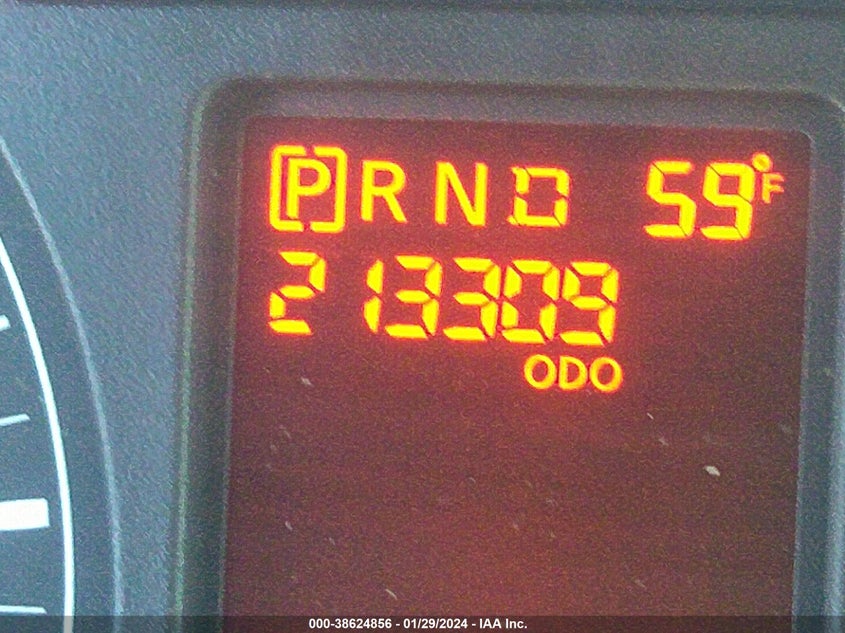 P R N D 59°F
213309
ODO
000-38624856 - 01/29/2024 - IAA Inc.